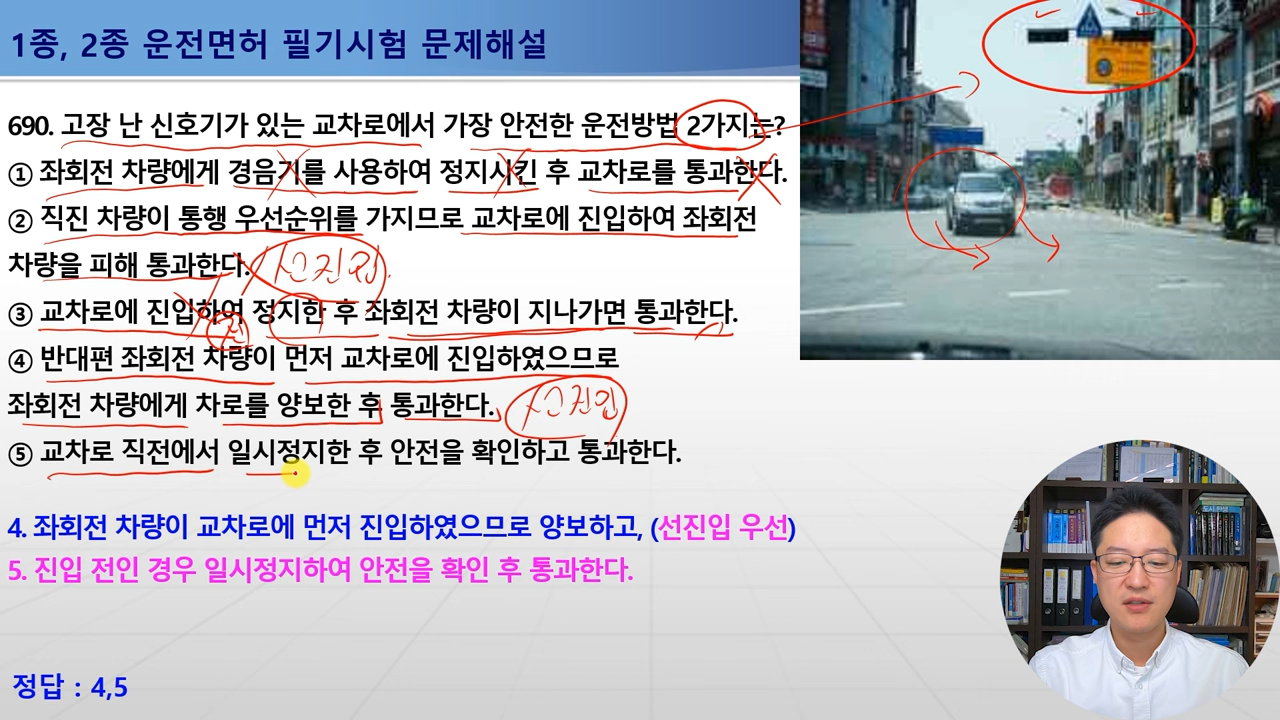 1종, 2종 운전면허 필기시험 문제해설
690. 고장 난 신호기가 있는 교차로에서 가장 안전한 운전방법 2가지는?
① 좌회전 차량에게 경음기를 사용하여 정지시킨 후 교차로를 통과한다.
② 직진 차량이 통행 우선순위를 가지므로 교차로에 진입하여 좌회전
차량을 피해 통과한다.
선진입.
③ 교차로에 진입하여 정지한 후 좌회전 차량이 지나가면 통과한다.
전
④ 반대편 좌회전 차량이 먼저 교차로에 진입하였으므로
좌회전 차량에게 차로를 양보한 후 통과한다.
선진입
⑤ 교차로 직전에서 일시정지한 후 안전을 확인하고 통과한다.
4. 좌회전 차량이 교차로에 먼저 진입하였으므로 양보하고, (선진입 우선)
5. 진입 전인 경우 일시정지하여 안전을 확인 후 통과한다.
정답 : 4,5